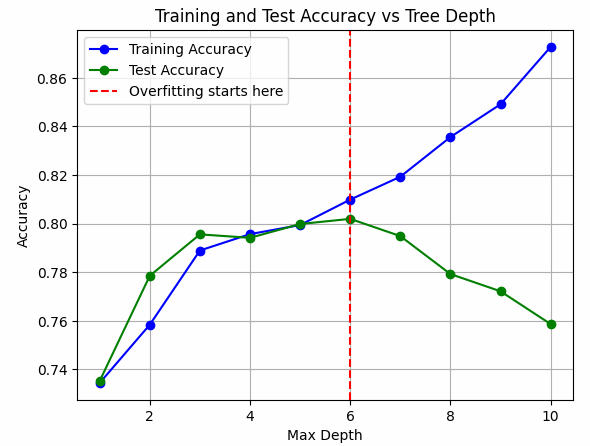 Training and Test Accuracy vs Tree Depth
Training Accuracy
Test Accuracy
Overfitting starts here
0.86
0.84
0.82
0.80
0.78
0.76
0.74
Accuracy
2 4 6 8 10
Max Depth